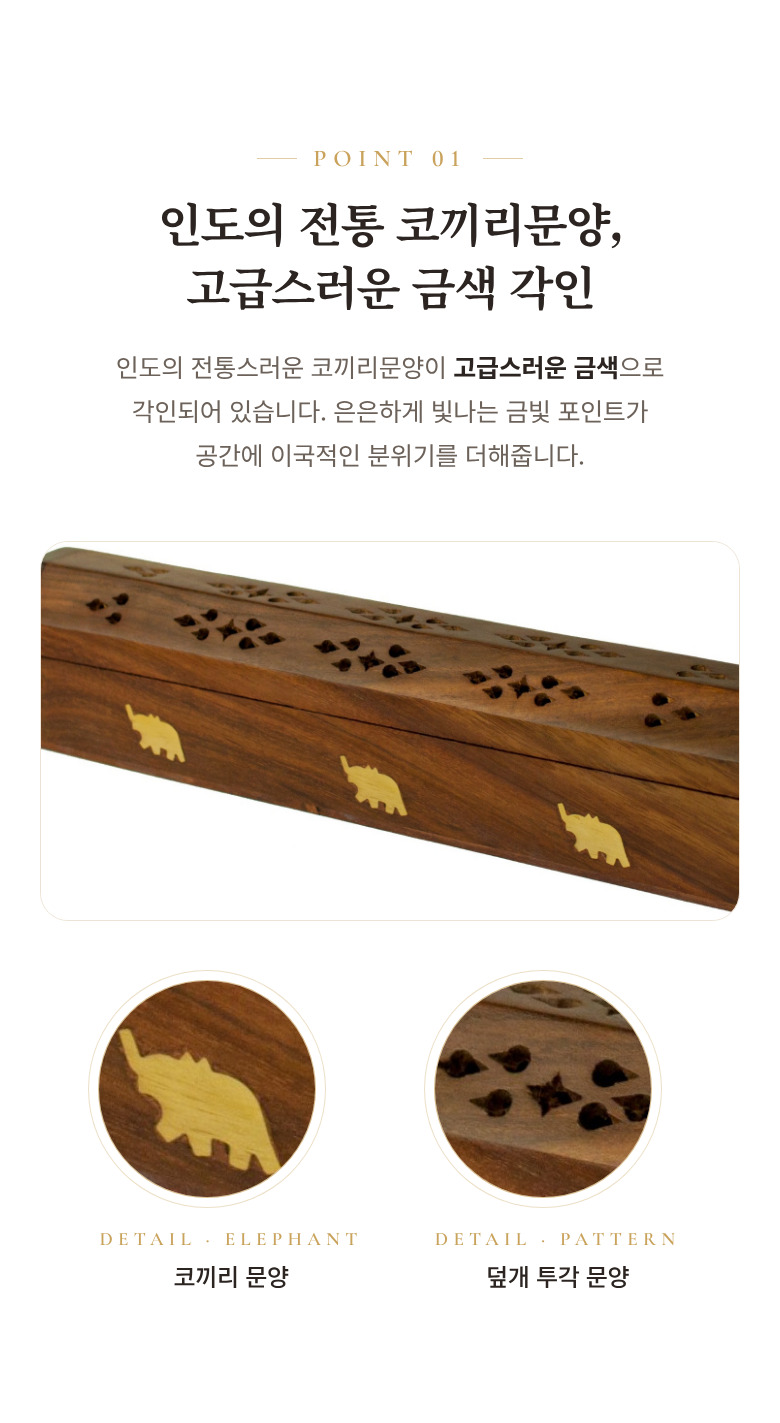 POINT 01
인도의 전통 코끼리문양,
고급스러운 금색 각인
인도의 전통스러운 코끼리문양이 고급스러운 금색으로
각인되어 있습니다. 은은하게 빛나는 금빛 포인트가
공간에 이국적인 분위기를 더해줍니다.
DETAIL · ELEPHANT
코끼리 문양
DETAIL · PATTERN
덮개 투각 문양